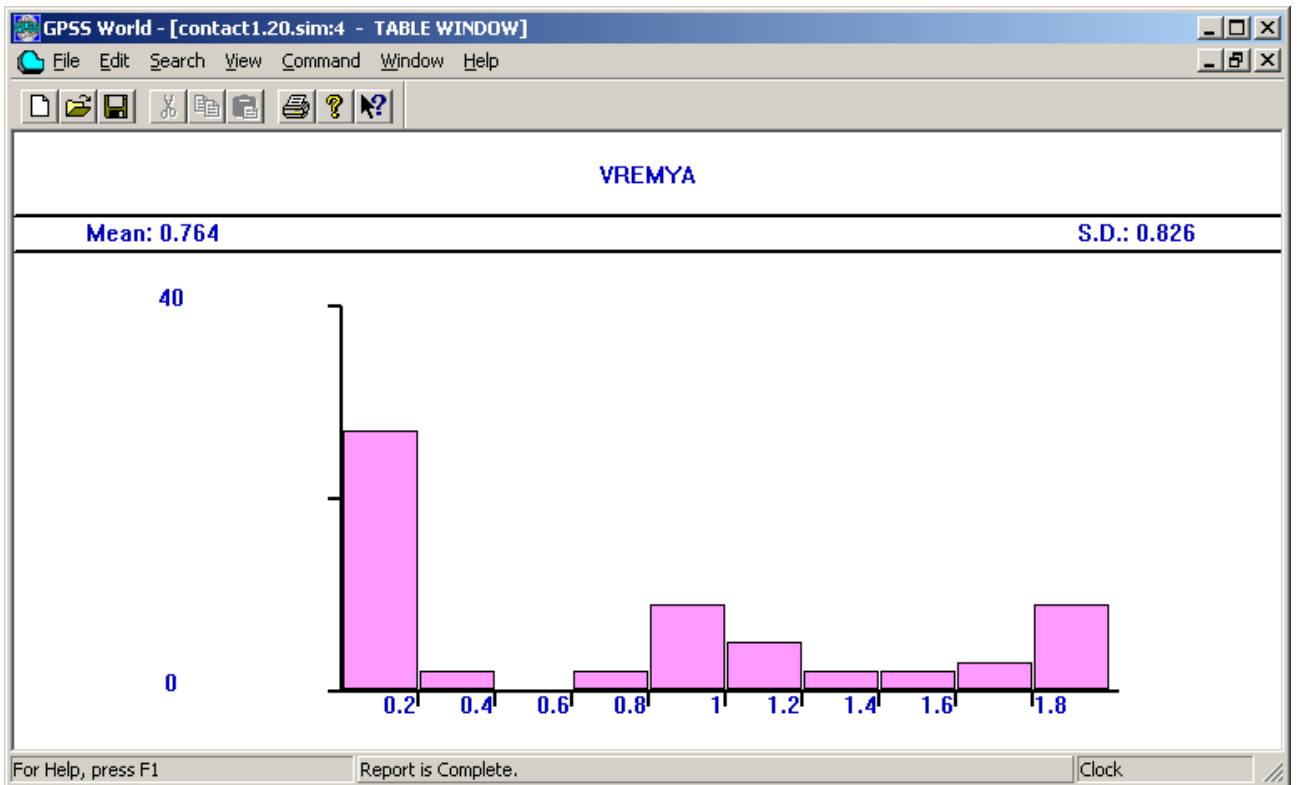 GPSS World - [contact1.20.sim:4 - TABLE WINDOW]
File Edit Search View Command Window Help
VREMYA
Mean: 0.764 S.D.: 0.826
40
0
0.2 0.4 0.6 0.8 1 1.2 1.4 1.6 1.8
For Help, press F1 Report is Complete. Clock